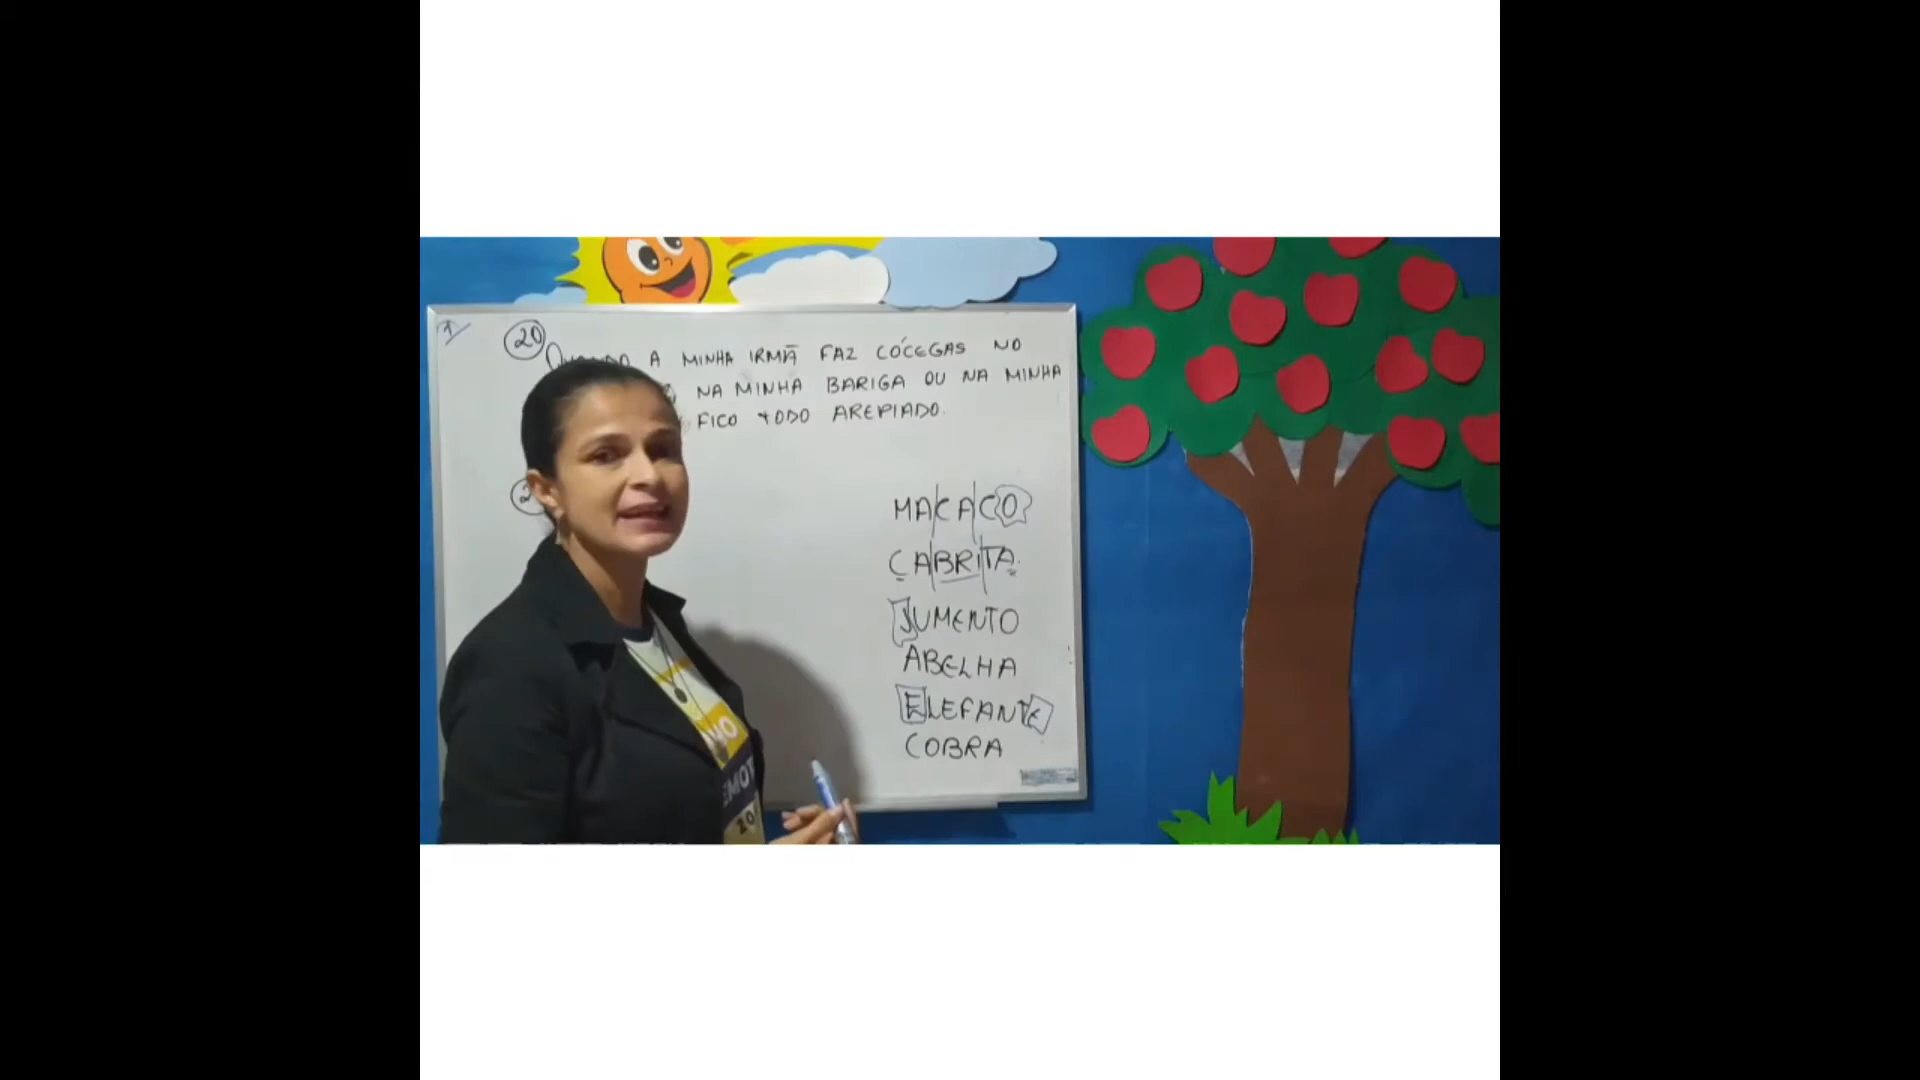 20
QUANDO A MINHA IRMÃ FAZ CÓCEGAS NO
NA MINHA BARIGA OU NA MINHA
FICO TODO AREPIADO.
MACACO
CABRITA
JUMENTO
ABELHA
ELEFANTE
COBRA